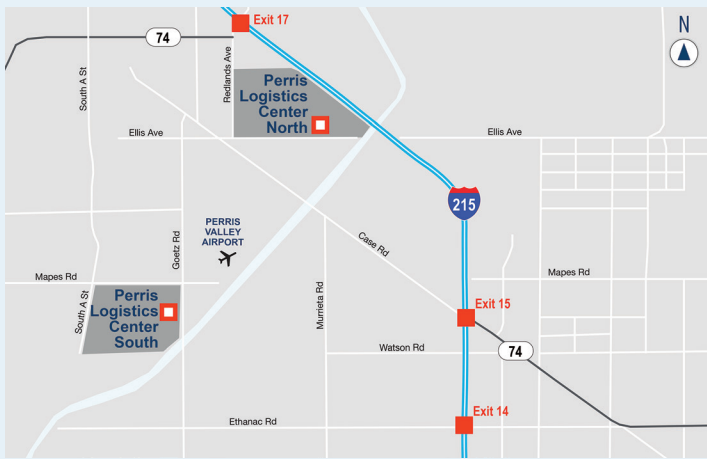 Exit 17
N
74
South A St
Redlands Ave
Perris
Logistics
Center
North
Ellis Ave
Ellis Ave
215
PERRIS
VALLEY
AIRPORT
Goetz Rd
Case Rd
Mapes Rd
Mapes Rd
Murrieta Rd
South A St
Perris
Logistics
Center
South
Exit 15
Watson Rd
74
Exit 14
Ethanac Rd